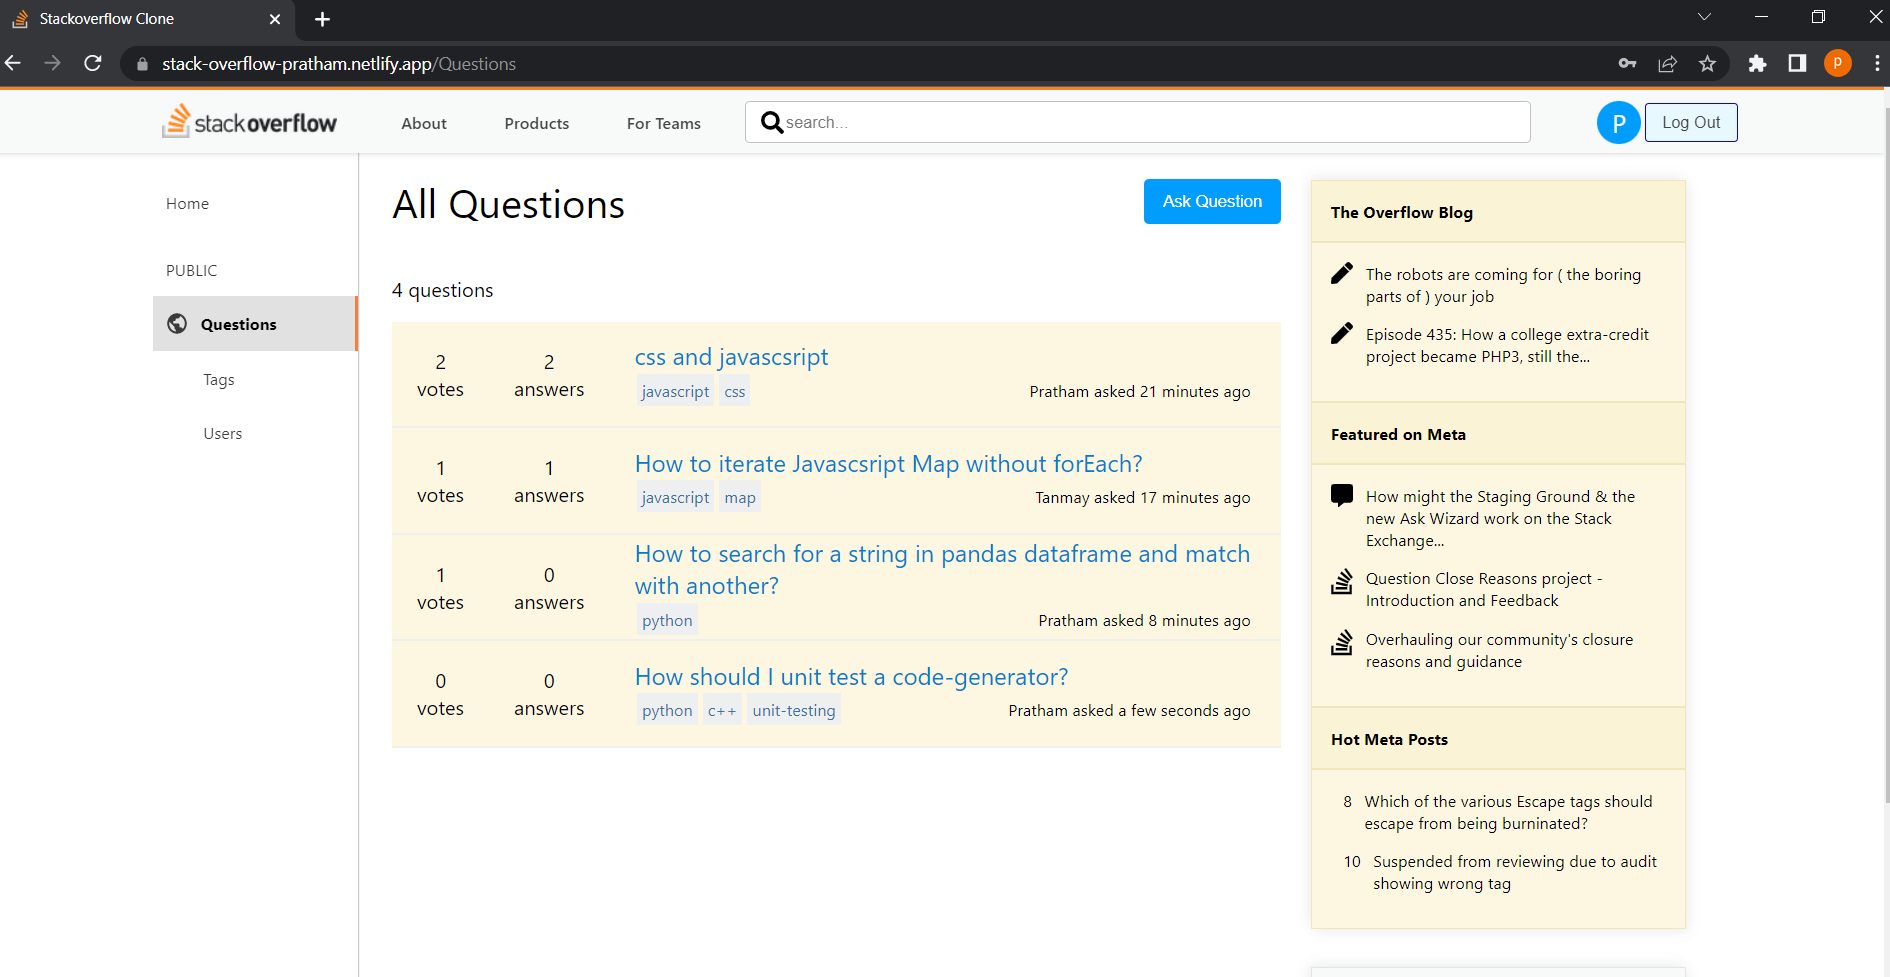 Stackoverflow Clone
stack-overflow-pratham.netlify.app/Questions
P
stackoverflow
About
Products
For Teams
search...
P
Log Out
Home
PUBLIC
Questions
Tags
Users
All Questions
Ask Question
4 questions
2 votes
2 answers
css and javascsript
javascript css
Pratham asked 21 minutes ago
1 votes
1 answers
How to iterate Javascsript Map without forEach?
javascript map
Tanmay asked 17 minutes ago
1 votes
0 answers
How to search for a string in pandas dataframe and match
with another?
python
Pratham asked 8 minutes ago
0 votes
0 answers
How should I unit test a code-generator?
python c++ unit-testing
Pratham asked a few seconds ago
The Overflow Blog
The robots are coming for ( the boring
parts of ) your job
Episode 435: How a college extra-credit
project became PHP3, still the...
Featured on Meta
How might the Staging Ground & the
new Ask Wizard work on the Stack
Exchange...
Question Close Reasons project -
Introduction and Feedback
Overhauling our community's closure
reasons and guidance
Hot Meta Posts
8 Which of the various Escape tags should
escape from being burninated?
10 Suspended from reviewing due to audit
showing wrong tag